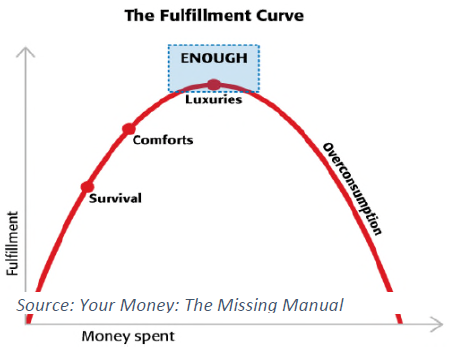 The Fulfillment Curve
ENOUGH
Luxuries
Comforts
Survival
Overconsumption
Fulfillment
Source: Your Money: The Missing Manual
Money spent